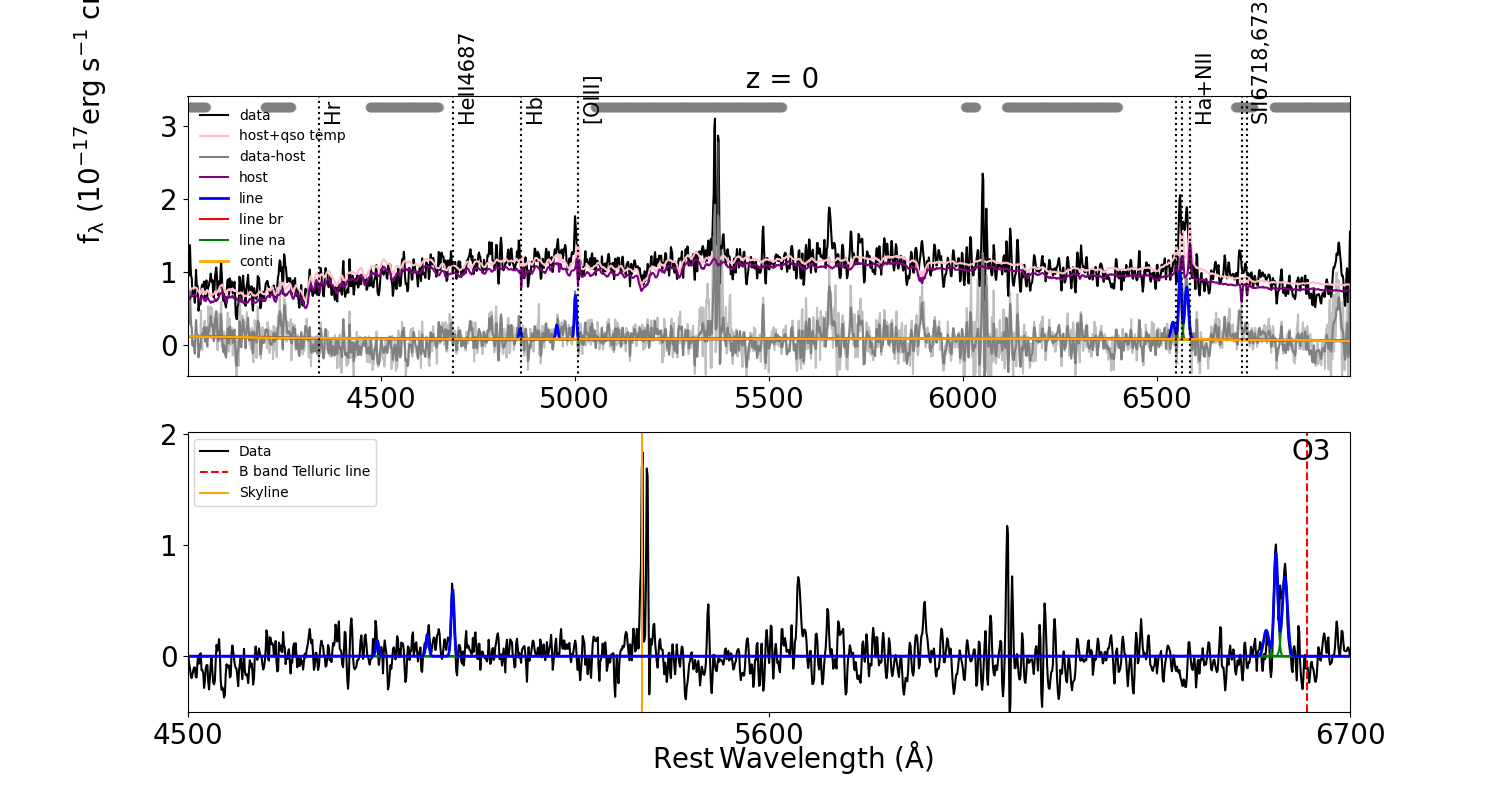 z = 0
Hr
HeII4687
Hb
[OIII]
Ha+NII
SII6718,673
fλ (10−17erg s−1
data
host+qso temp
data-host
host
line
line br
line na
conti
3
2
1
0
4500 5000 5500 6000 6500
Data
B band Telluric line
Skyline
O3
2
1
0
4500 5600 6700
Rest Wavelength (Å)